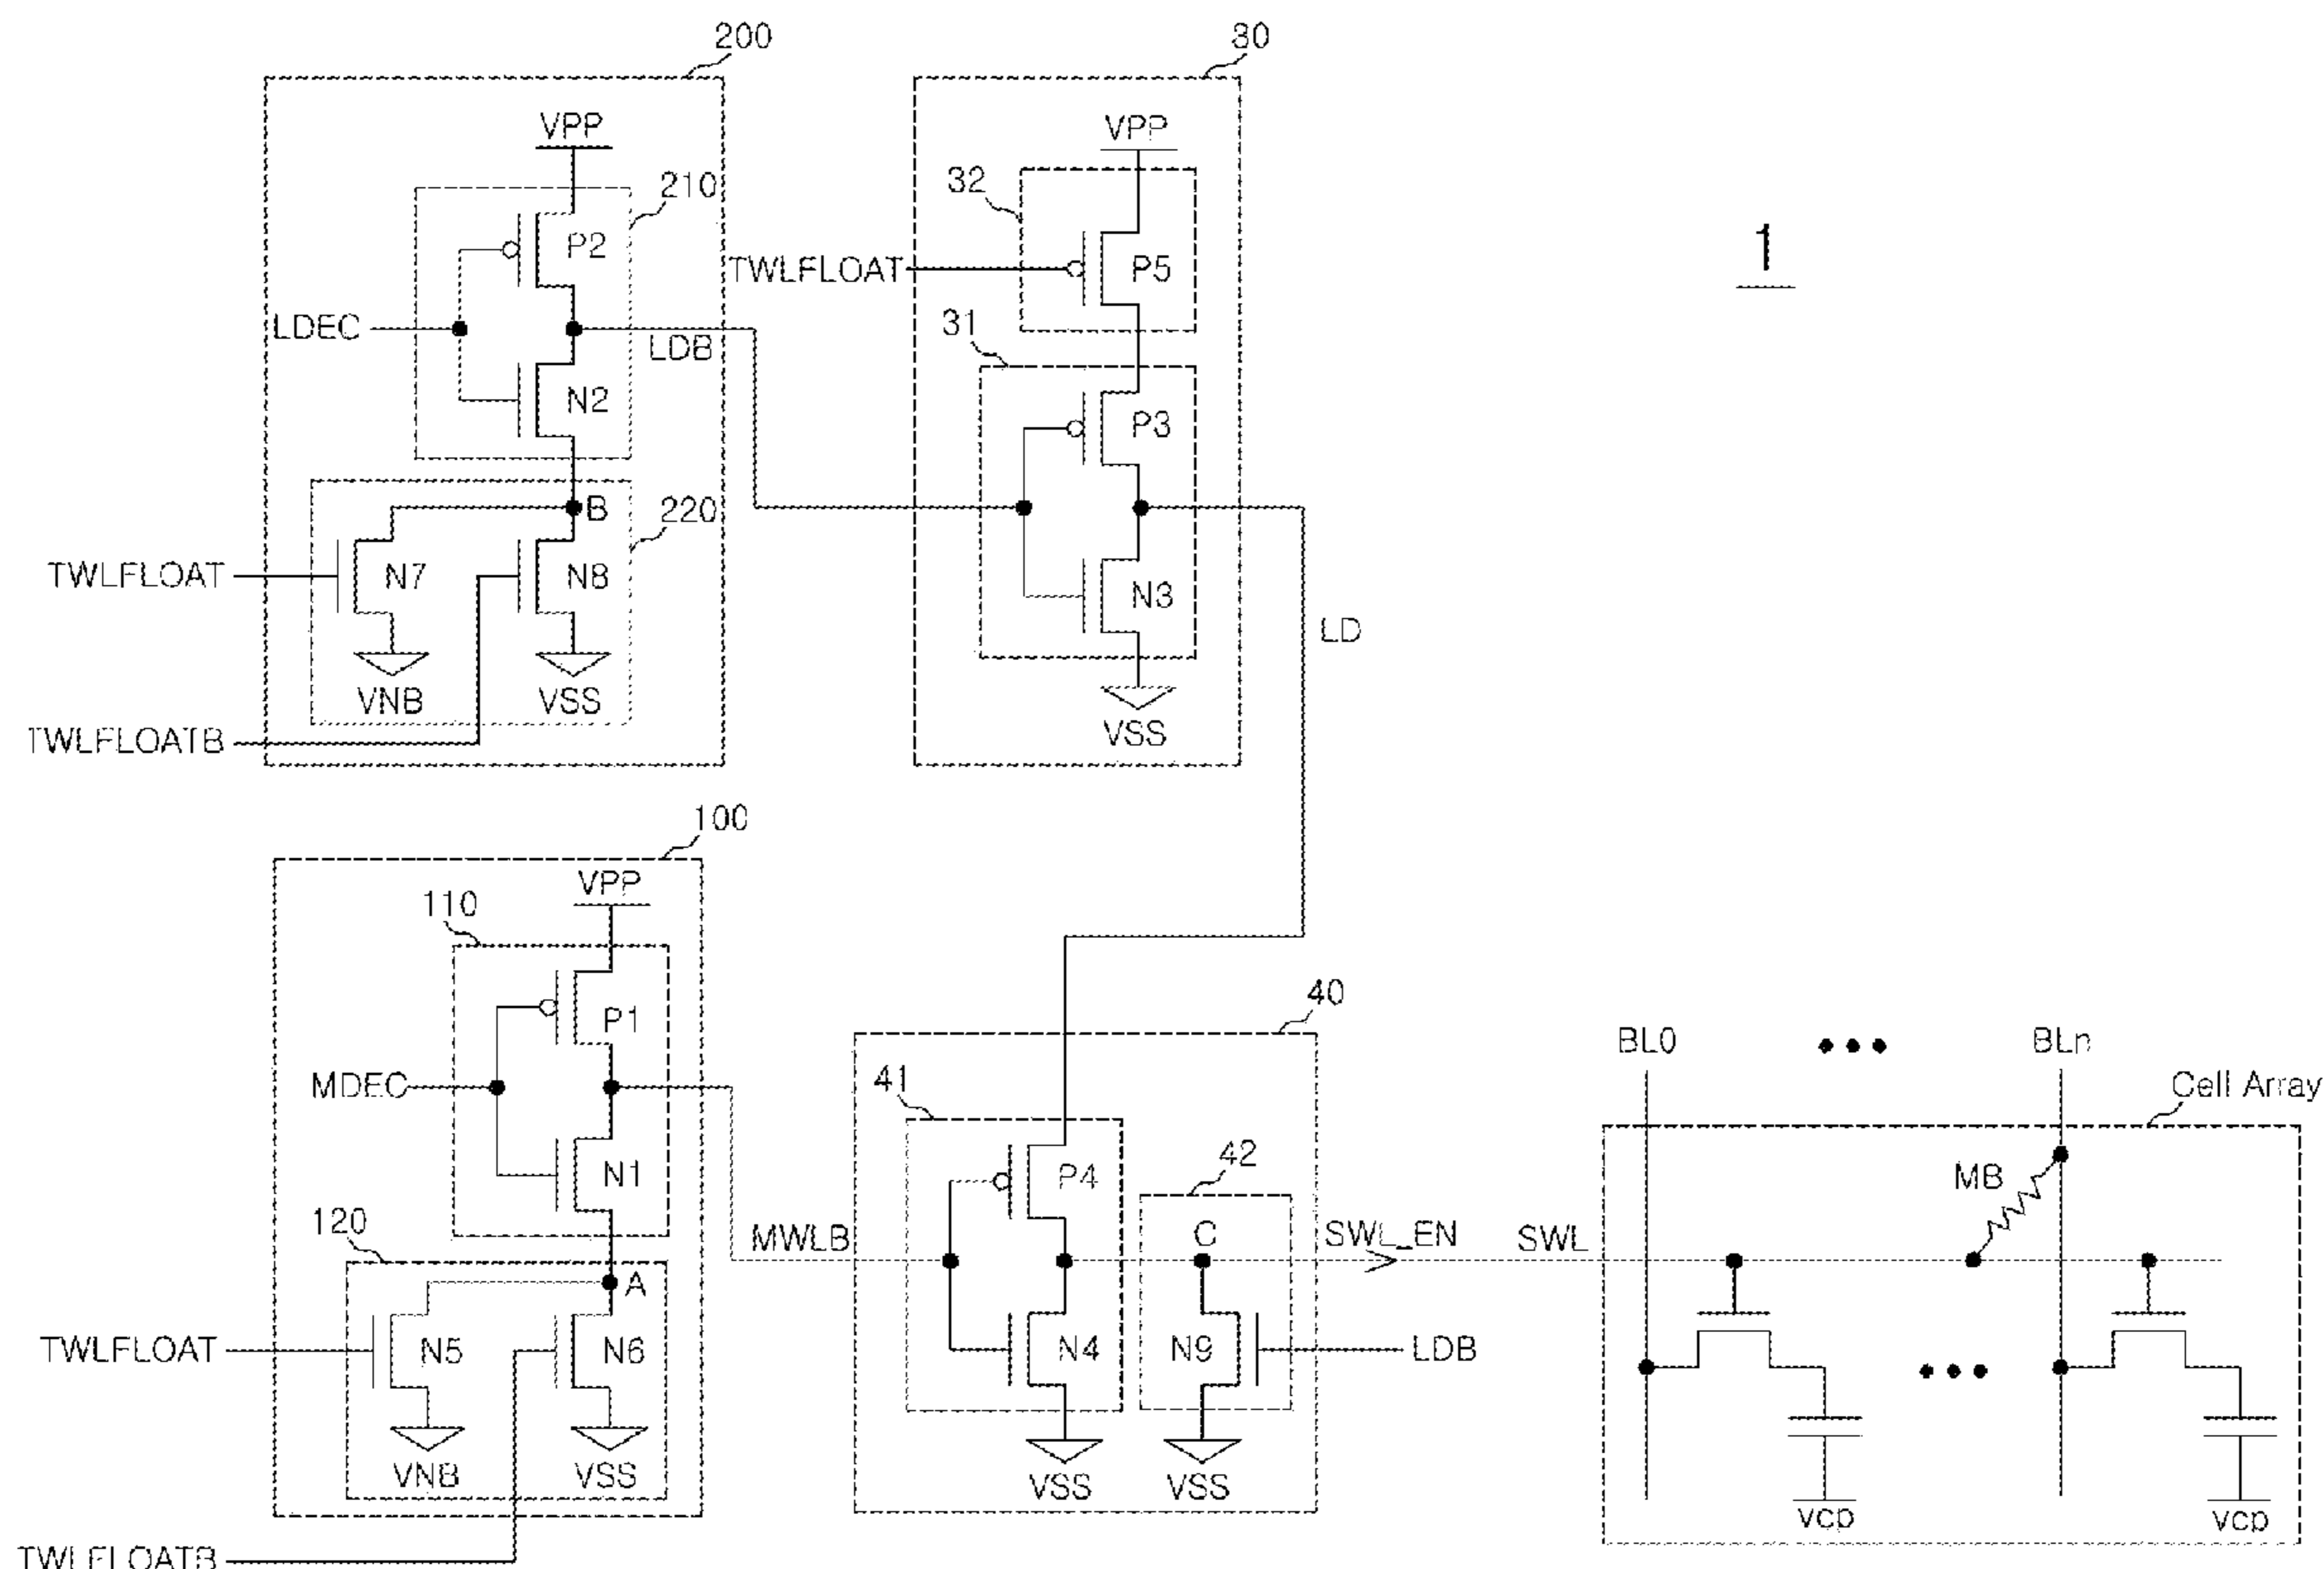 200
30
VPP
VPP
210
32
P2
TWLFLOAT
P5
1
LDEC
LDB
31
N2
P3
B
220
TWLFLOAT
N7
N8
N3
LD
VNB
VSS
VSS
TWLFLOATB
100
VPP
110
P1
40
BL0
•••
BLn
MDEC
41
Cell Array
N1
P4
42
MB
120
MWLB
C
SWL_EN
SWL
A
TWLFLOAT
N5
N6
N4
N9
LDB
•••
VNB
VSS
VSS
VSS
vcp
vcp
TWLFLOATB